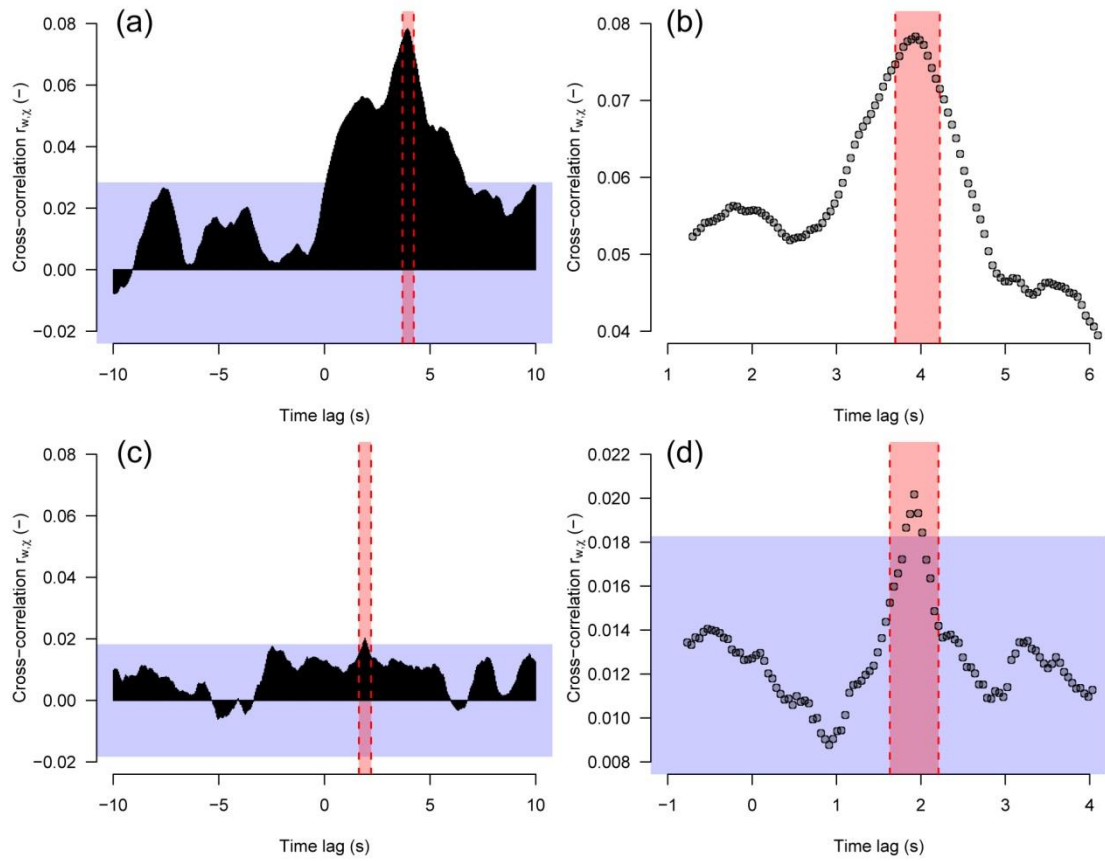 (a)
Cross−correlation r_{w,χ} (−)
0.08
0.06
0.04
0.02
0.00
−0.02
−10 −5 0 5 10
Time lag (s)
(b)
Cross−correlation r_{w,χ} (−)
0.08
0.07
0.06
0.05
0.04
1 2 3 4 5 6
Time lag (s)
(c)
Cross−correlation r_{w,χ} (−)
0.08
0.06
0.04
0.02
0.00
−0.02
−10 −5 0 5 10
Time lag (s)
(d)
Cross−correlation r_{w,χ} (−)
0.022
0.020
0.018
0.016
0.014
0.012
0.010
0.008
−1 0 1 2 3 4
Time lag (s)